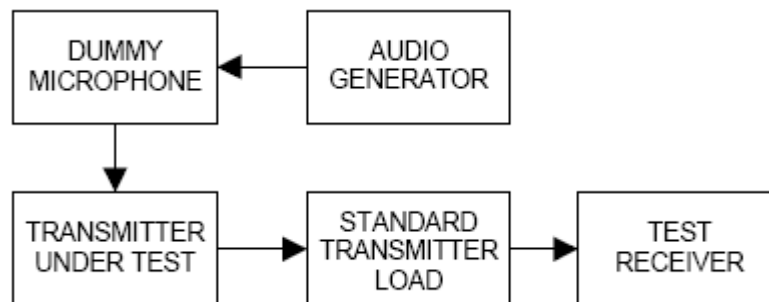 DUMMY
MICROPHONE
AUDIO
GENERATOR
TRANSMITTER
UNDER TEST
STANDARD
TRANSMITTER
LOAD
TEST
RECEIVER